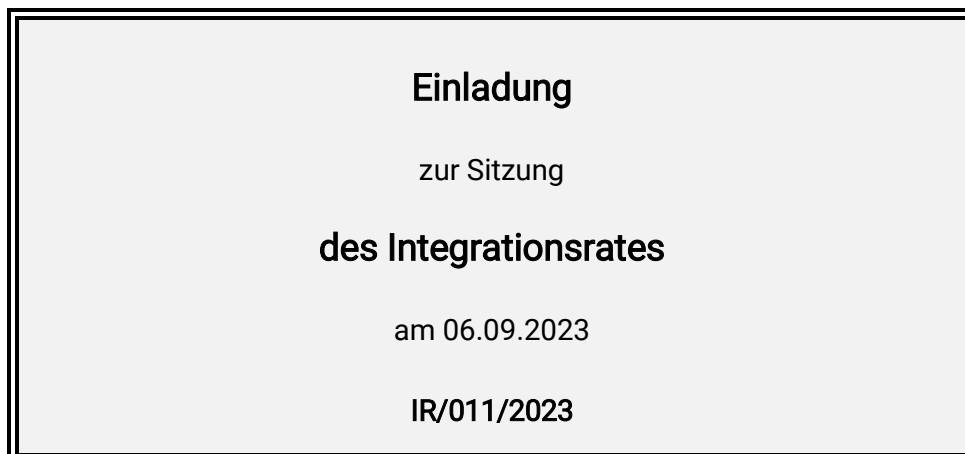 Einladung
zur Sitzung
des Integrationsrates
am 06.09.2023
IR/011/2023